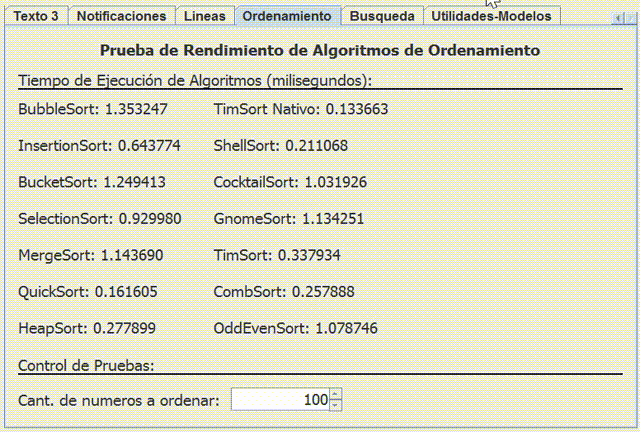 Texto 3 Notificaciones Lineas Ordenamiento Busqueda Utilidades-Modelos
Prueba de Rendimiento de Algoritmos de Ordenamiento
Tiempo de Ejecución de Algoritmos (milisegundos):
BubbleSort: 1.353247 TimSort Nativo: 0.133663
InsertionSort: 0.643774 ShellSort: 0.211068
BucketSort: 1.249413 CocktailSort: 1.031926
SelectionSort: 0.929980 GnomeSort: 1.134251
MergeSort: 1.143690 TimSort: 0.337934
QuickSort: 0.161605 CombSort: 0.257888
HeapSort: 0.277899 OddEvenSort: 1.078746
Control de Pruebas:
Cant. de numeros a ordenar: 100